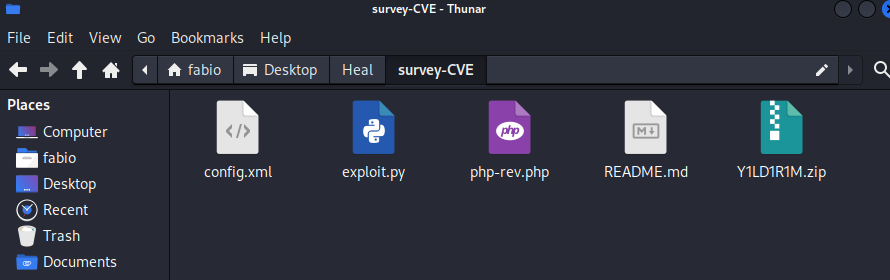 survey-CVE - Thunar
File Edit View Go Bookmarks Help
fabio Desktop Heal survey-CVE
Places
Computer
fabio
Desktop
Recent
Trash
Documents
</>
php
M
config.xml exploit.py php-rev.php README.md Y1LD1R1M.zip